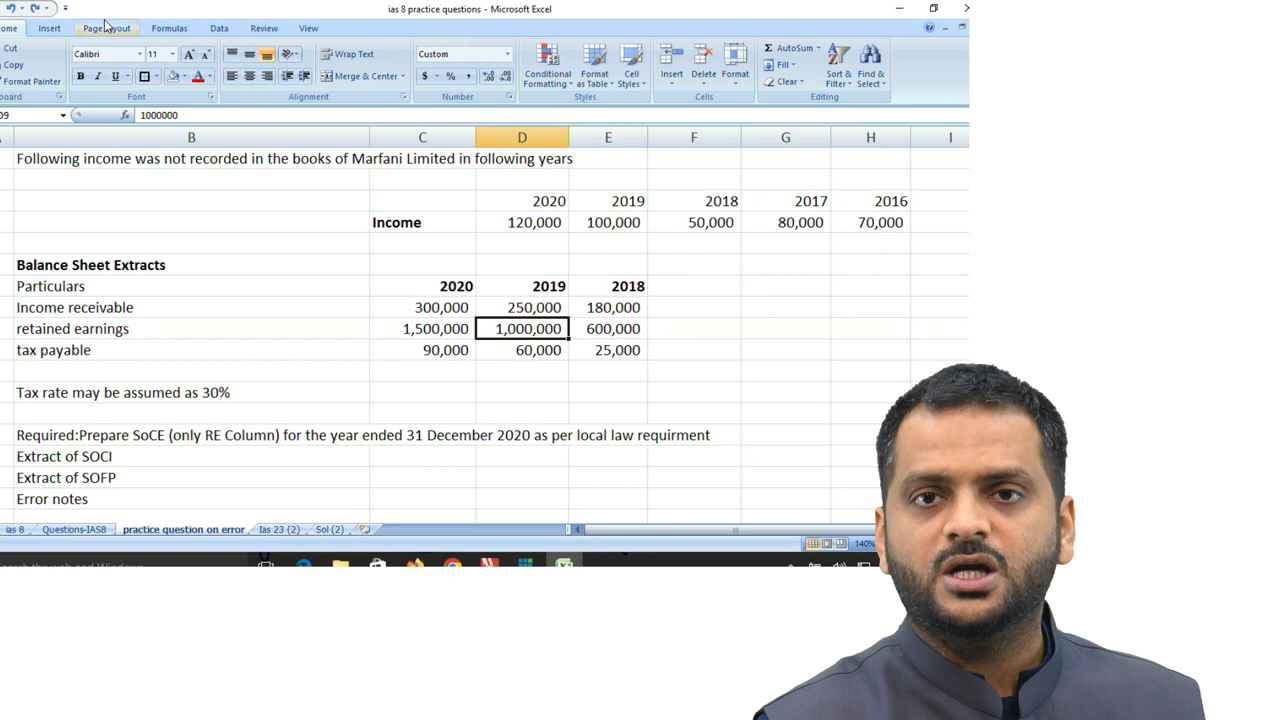 ias 8 practice questions - Microsoft Excel
Insert Page Layout Formulas Data Review View
Cut
Copy
Format Painter
Calibri 11
B I U
Wrap Text
Merge & Center
Custom
$ % ,
Conditional Formatting
Format as Table
Cell Styles
Insert Delete Format
Σ AutoSum
Fill
Clear
Sort & Filter
Find & Select
Font Alignment Number Styles Cells Editing
fx 1000000
B C D E F G H I
Following income was not recorded in the books of Marfani Limited in following years
2020 2019 2018 2017 2016
Income 120,000 100,000 50,000 80,000 70,000
Balance Sheet Extracts
Particulars 2020 2019 2018
Income receivable 300,000 250,000 180,000
retained earnings 1,500,000 1,000,000 600,000
tax payable 90,000 60,000 25,000
Tax rate may be assumed as 30%
Required:Prepare SoCE (only RE Column) for the year ended 31 December 2020 as per local law requirment
Extract of SOCI
Extract of SOFP
Error notes
ias 8 Questions-IAS8 practice question on error Ias 23 (2) Sol (2)
140%